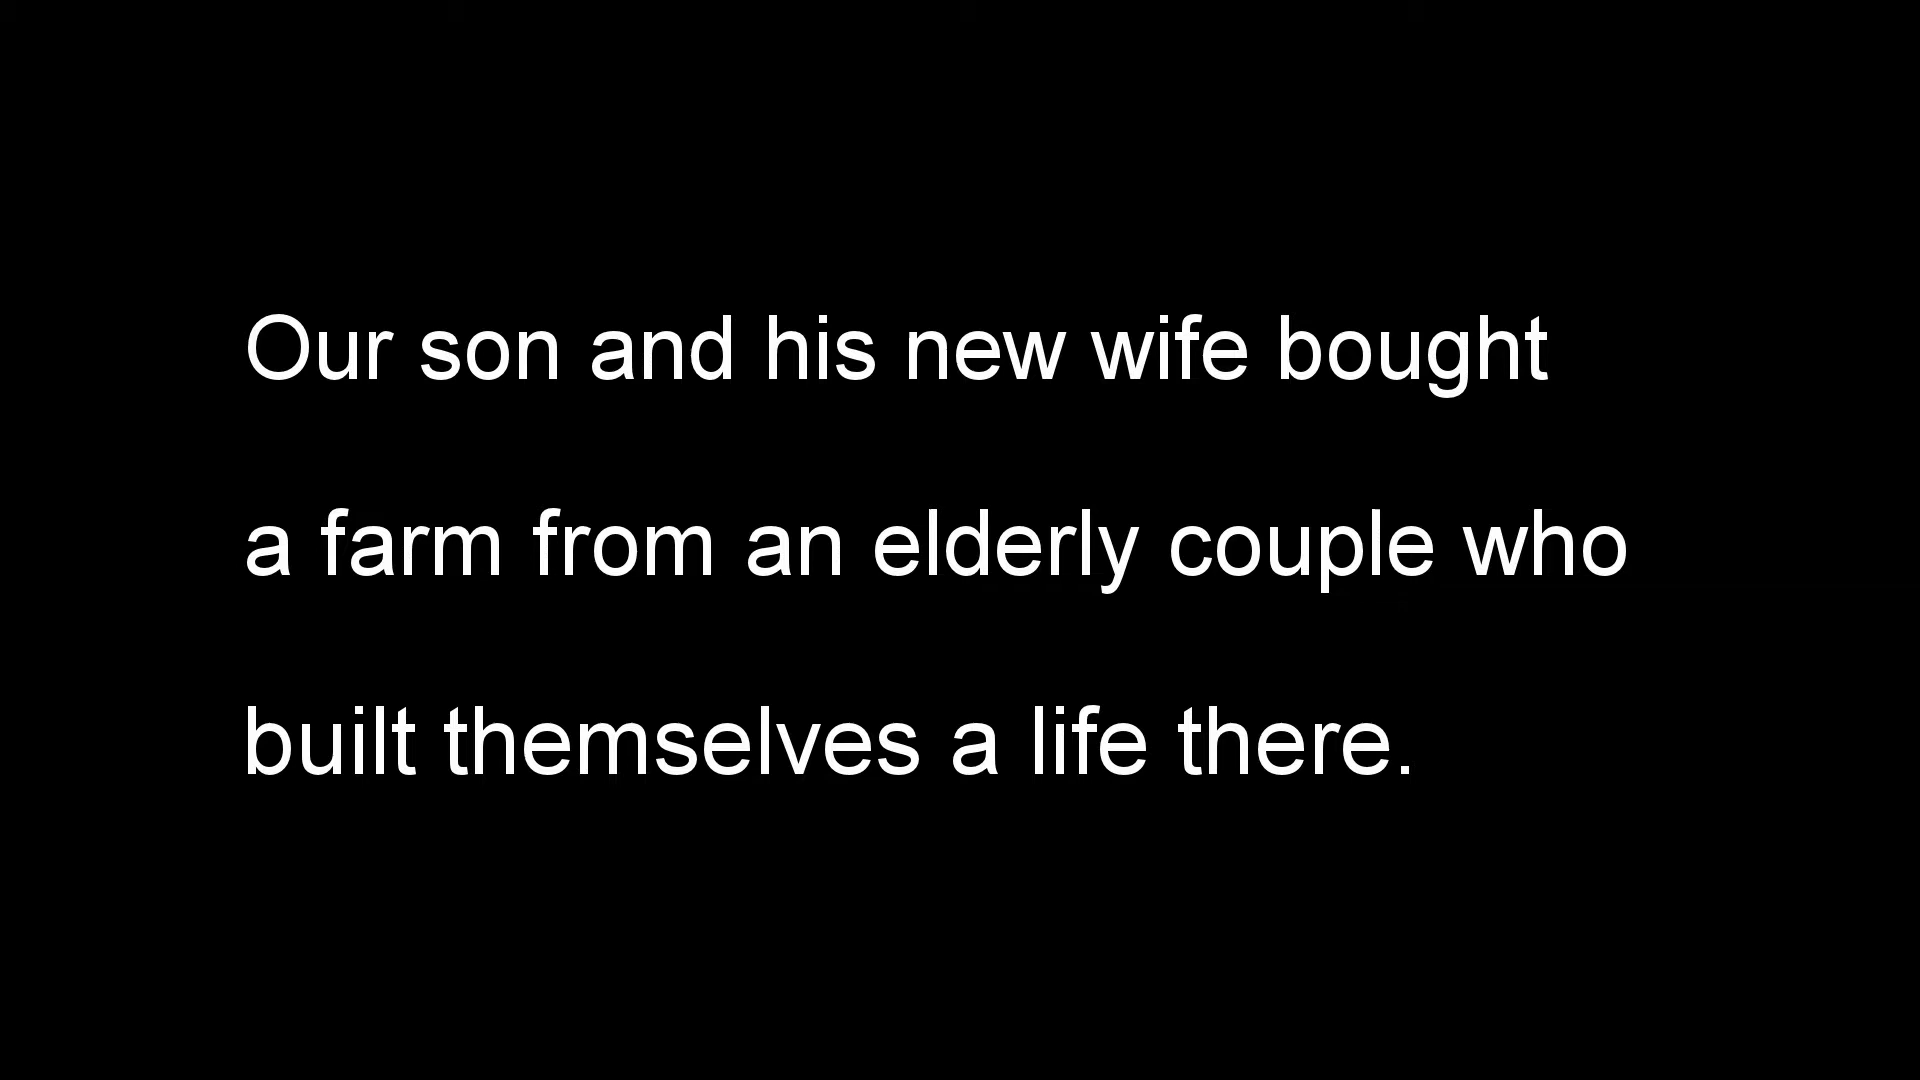 Our son and his new wife bought
a farm from an elderly couple who
built themselves a life there.